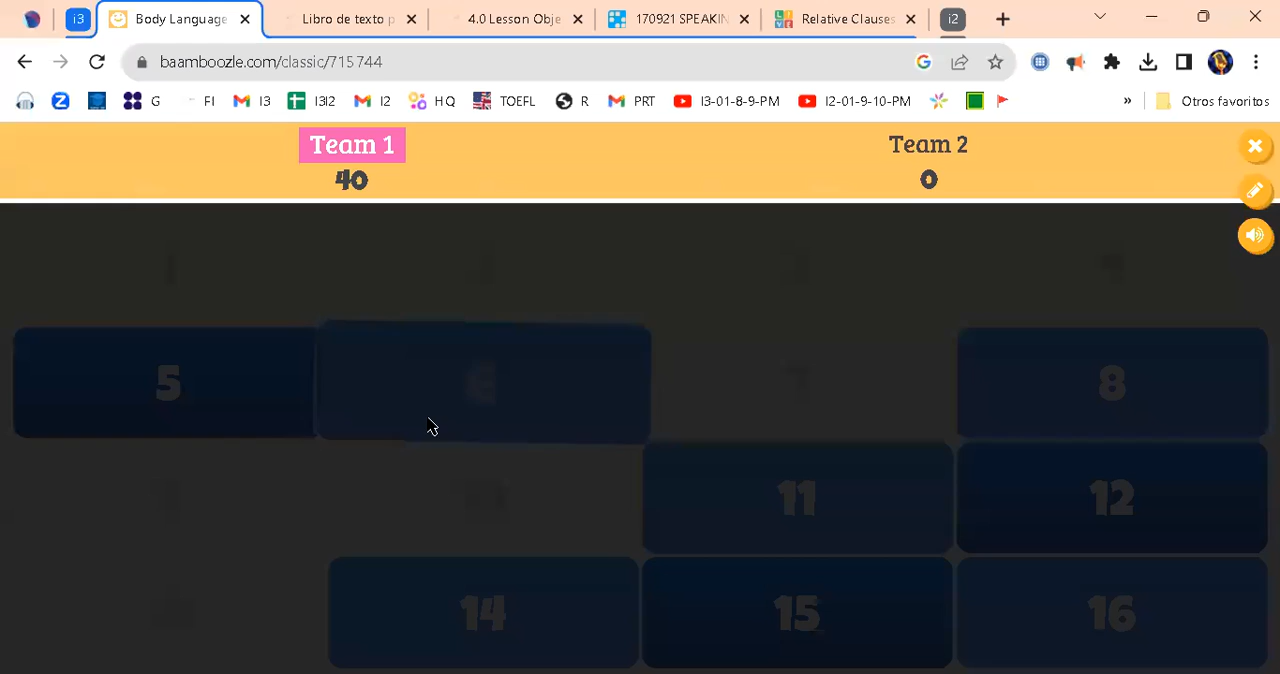 i3 Body Language Libro de texto p 4.0 Lesson Obje 170921 SPEAKIN Relative Clauses i2
baamboozle.com/classic/715744
G FI I3 I3I2 I2 HQ TOEFL R PRT I3-01-8-9-PM I2-01-9-10-PM » Otros favoritos
Team 1 Team 2
40 0
5 6 7 8
11 12
14 15 16